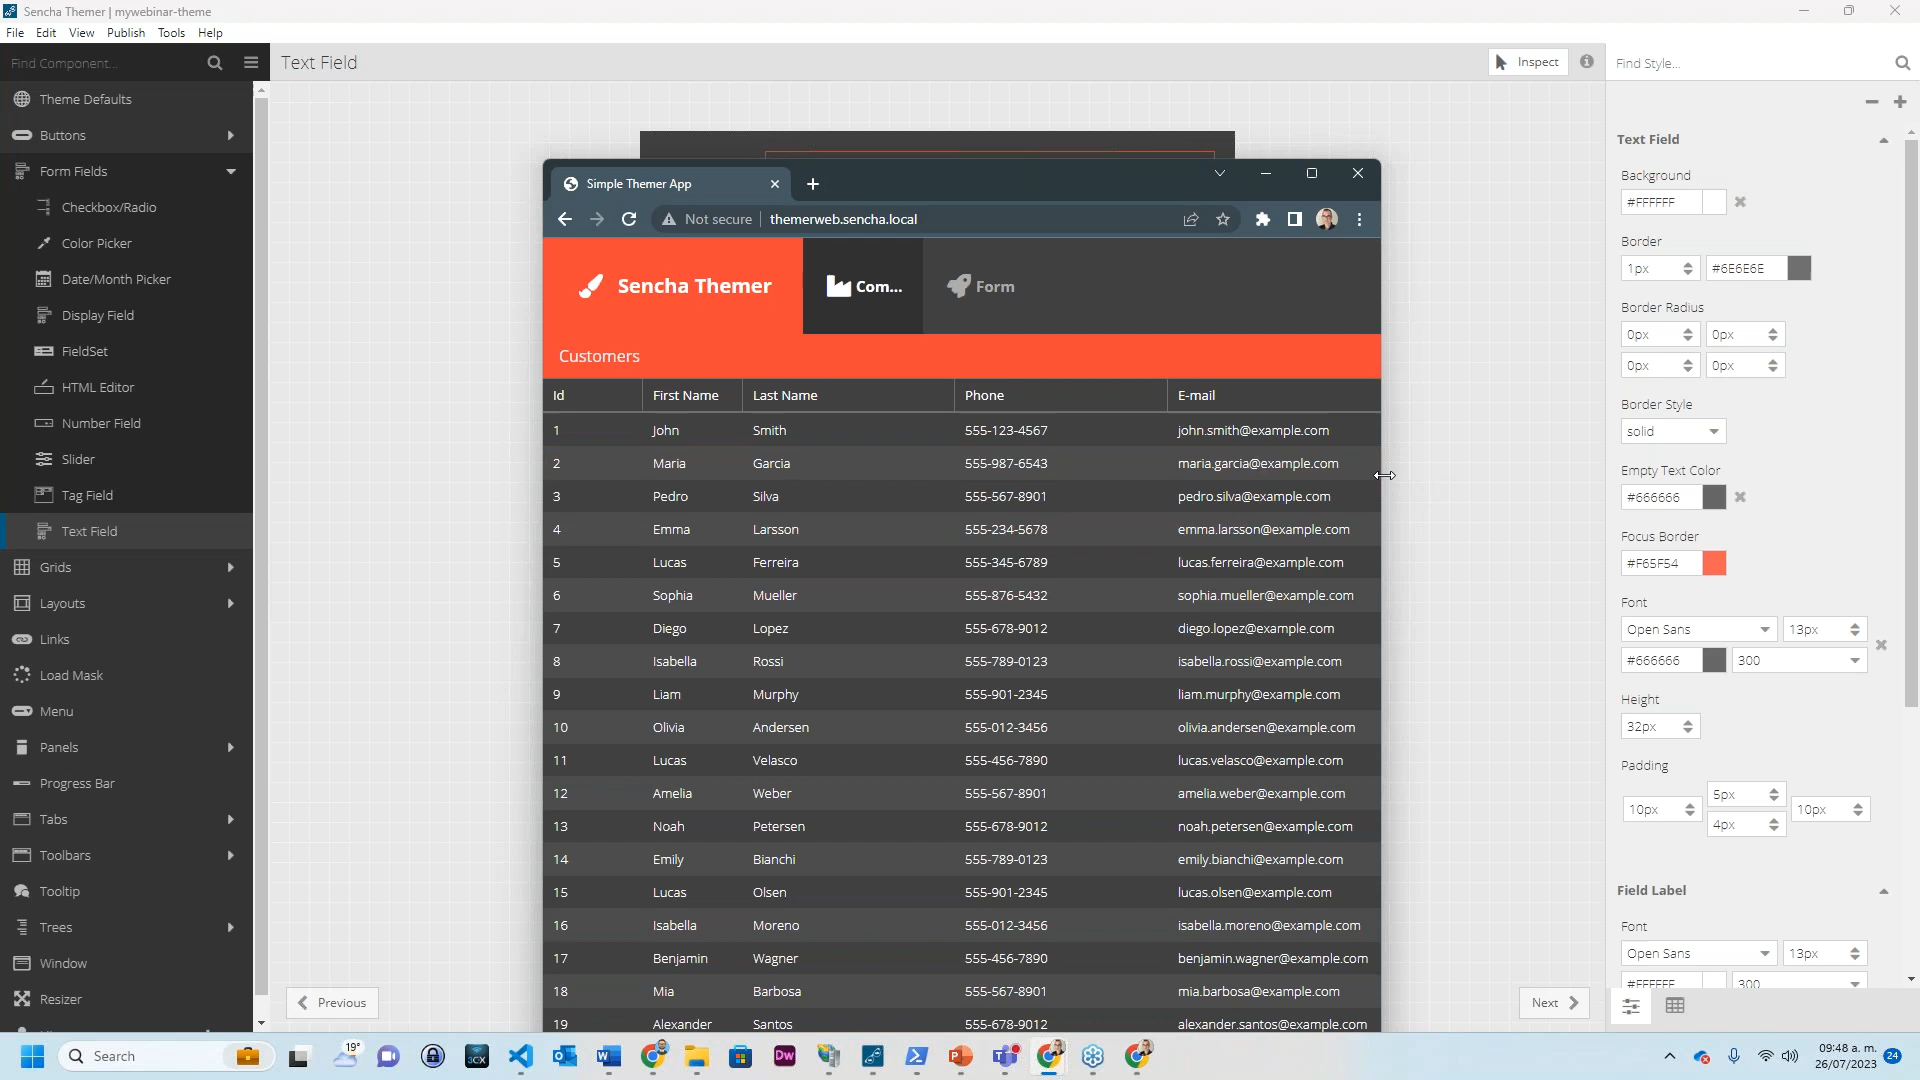 Sencha Themer | mywebinar-theme
File Edit View Publish Tools Help
Find Component...
Text Field
Inspect
Find Style...
Theme Defaults
Buttons
Form Fields
Checkbox/Radio
Color Picker
Date/Month Picker
Display Field
FieldSet
HTML Editor
Number Field
Slider
Tag Field
Text Field
Grids
Layouts
Links
Load Mask
Menu
Panels
Progress Bar
Tabs
Toolbars
Tooltip
Trees
Window
Resizer
Simple Themer App
Not secure themerweb.sencha.local
Sencha Themer Com... Form
Customers
Id First Name Last Name Phone E-mail
1 John Smith 555-123-4567 john.smith@example.com
2 Maria Garcia 555-987-6543 maria.garcia@example.com
3 Pedro Silva 555-567-8901 pedro.silva@example.com
4 Emma Larsson 555-234-5678 emma.larsson@example.com
5 Lucas Ferreira 555-345-6789 lucas.ferreira@example.com
6 Sophia Mueller 555-876-5432 sophia.mueller@example.com
7 Diego Lopez 555-678-9012 diego.lopez@example.com
8 Isabella Rossi 555-789-0123 isabella.rossi@example.com
9 Liam Murphy 555-901-2345 liam.murphy@example.com
10 Olivia Andersen 555-012-3456 olivia.andersen@example.com
11 Lucas Velasco 555-456-7890 lucas.velasco@example.com
12 Amelia Weber 555-567-8901 amelia.weber@example.com
13 Noah Petersen 555-678-9012 noah.petersen@example.com
14 Emily Bianchi 555-789-0123 emily.bianchi@example.com
15 Lucas Olsen 555-901-2345 lucas.olsen@example.com
16 Isabella Moreno 555-012-3456 isabella.moreno@example.com
17 Benjamin Wagner 555-456-7890 benjamin.wagner@example.com
18 Mia Barbosa 555-567-8901 mia.barbosa@example.com
19 Alexander Santos 555-678-9012 alexander.santos@example.com
Previous
Next
Text Field
Background
#FFFFFF
Border
1px #6E6E6E
Border Radius
0px 0px
0px 0px
Border Style
solid
Empty Text Color
#666666
Focus Border
#F65F54
Font
Open Sans 13px
#666666 300
Height
32px
Padding
5px
10px 10px
4px
Field Label
Font
Open Sans 13px
#FFFFFF 300
Search
19°
3CX
Dw
09:48 a. m.
26/07/2023
24